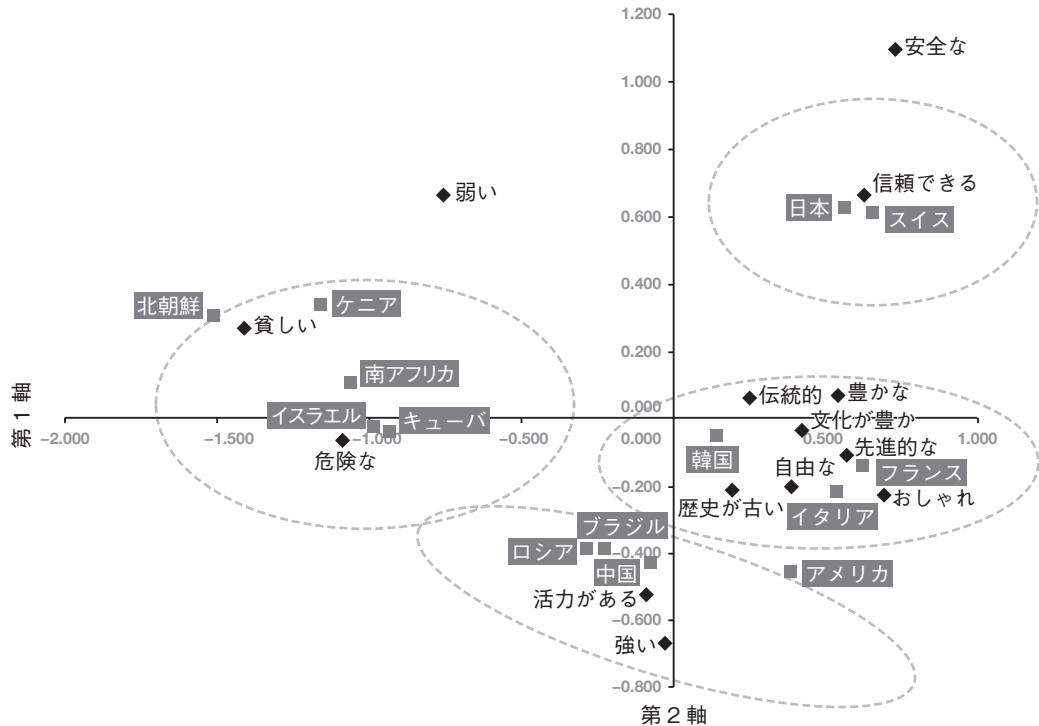 1.200
安全な
1.000
0.800
弱い
信頼できる
日本
スイス
0.600
0.400
北朝鮮
ケニア
貧しい
0.200
南アフリカ
伝統的
豊かな
0.000
イスラエル
キューバ
文化が豊か
第1軸
−2.000
−1.500
−1.000
−0.500
0.000
0.500
1.000
危険な
韓国
先進的な
自由な
フランス
−0.200
歴史が古い
おしゃれ
イタリア
ブラジル
ロシア
−0.400
中国
アメリカ
活力がある
−0.600
強い
−0.800
第2軸